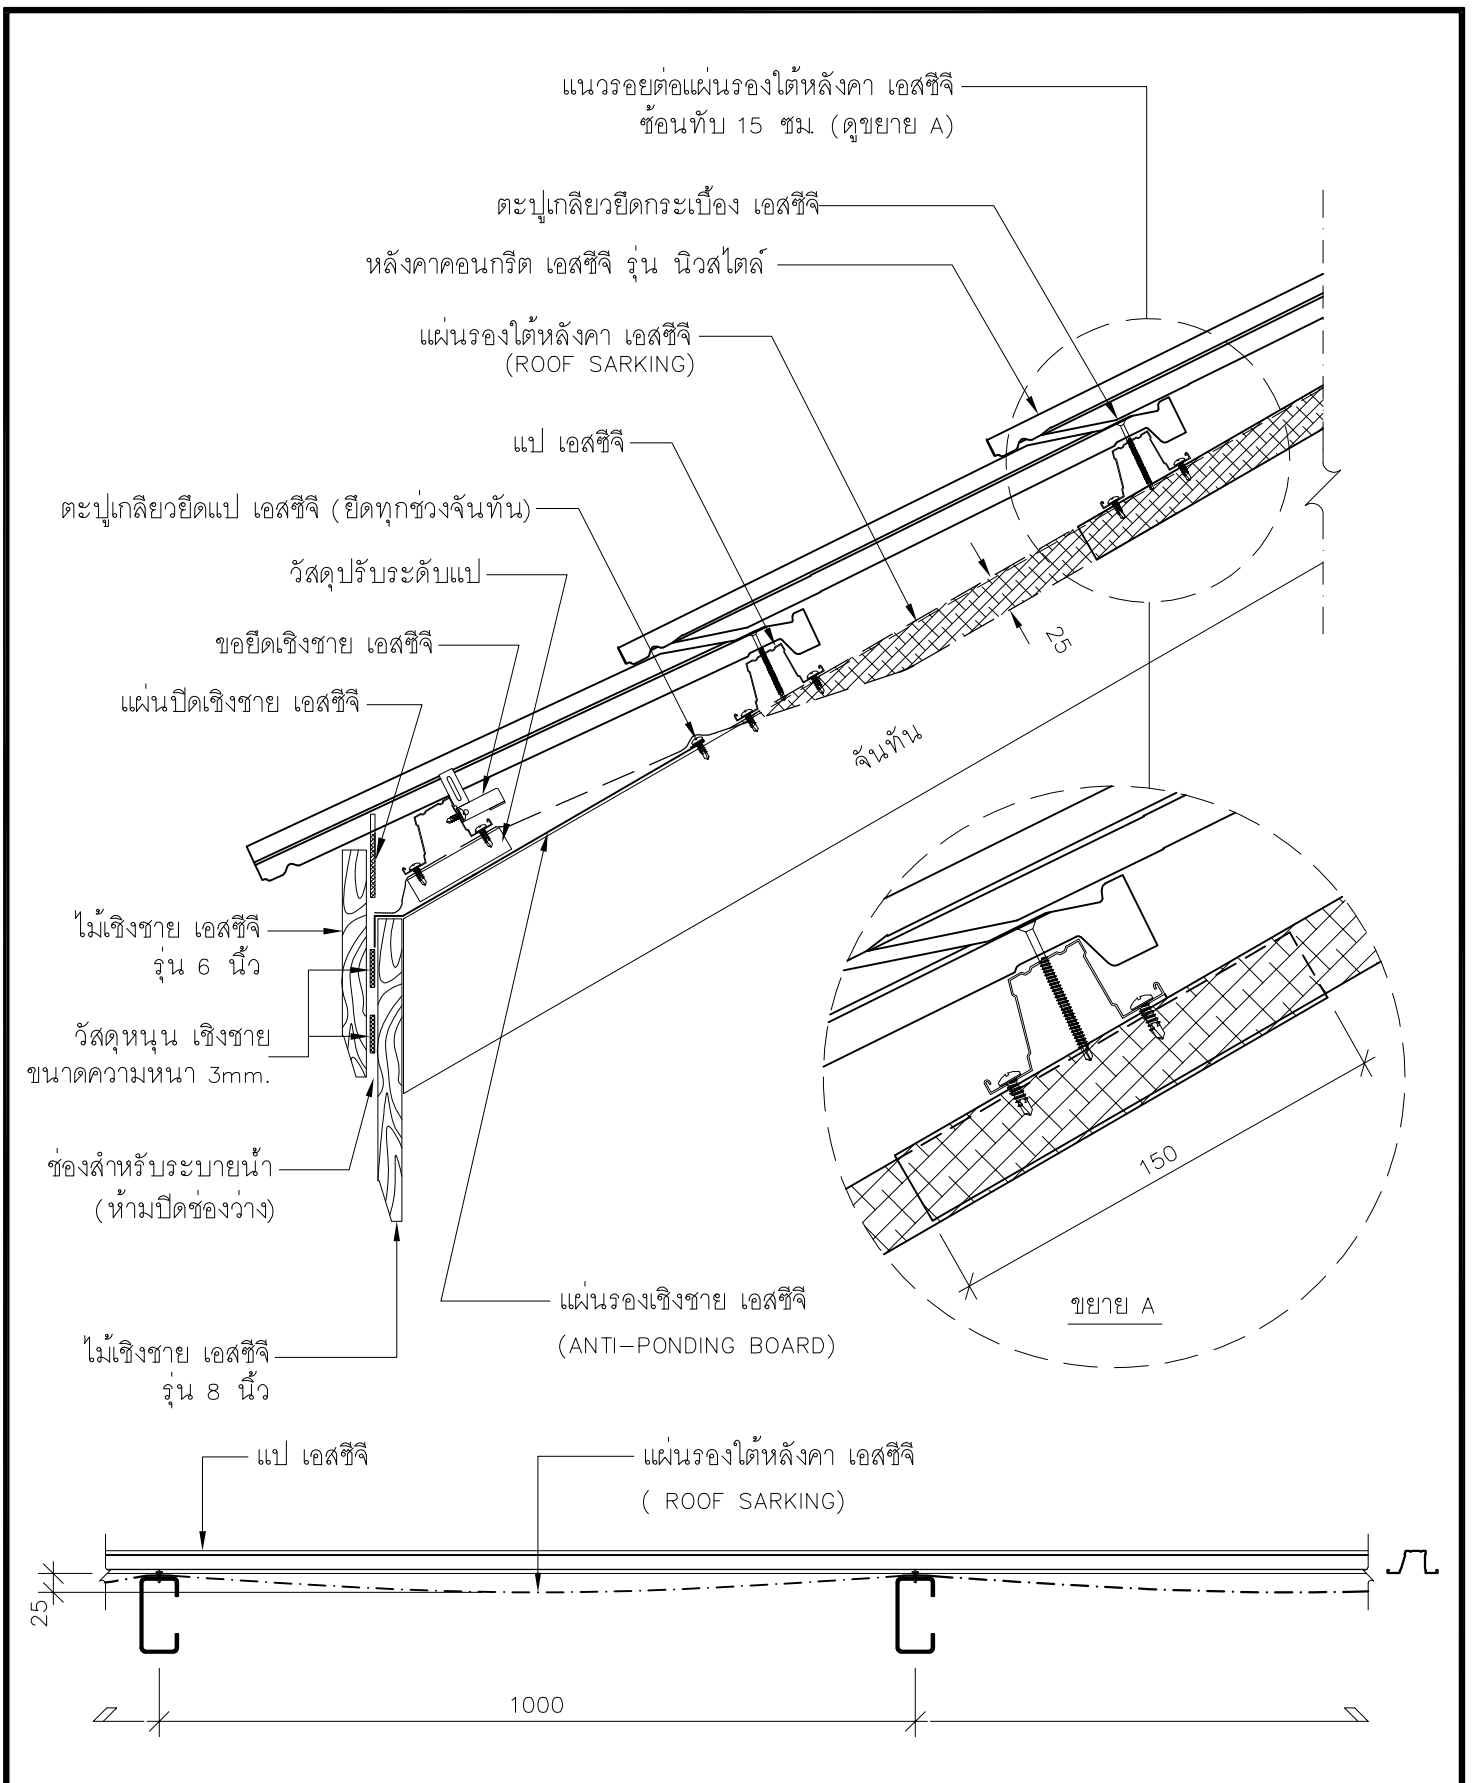 แนวรอยต่อแผ่นรองใต้หลังคา เอสซีจี
ซ้อนทับ 15 ซม. (ดูขยาย A)
ตะปูเกลียวยึดกระเบื้อง เอสซีจี
หลังคาคอนกรีต เอสซีจี รุ่น นิวสไตล์
แผ่นรองใต้หลังคา เอสซีจี
(ROOF SARKING)
แป เอสซีจี
ตะปูเกลียวยึดแป เอสซีจี (ยึดทุกช่วงจันทัน)
วัสดุปรับระดับแป
ขอยึดเชิงชาย เอสซีจี
แผ่นปิดเชิงชาย เอสซีจี
25
จันทัน
ไม้เชิงชาย เอสซีจี
รุ่น 6 นิ้ว
วัสดุหนุน เชิงชาย
ขนาดความหนา 3mm.
ช่องสำหรับระบายน้ำ
(ห้ามปิดช่องว่าง)
150
ขยาย A
แผ่นรองเชิงชาย เอสซีจี
(ANTI-PONDING BOARD)
ไม้เชิงชาย เอสซีจี
รุ่น 8 นิ้ว
แป เอสซีจี
แผ่นรองใต้หลังคา เอสซีจี
( ROOF SARKING)
25
1000